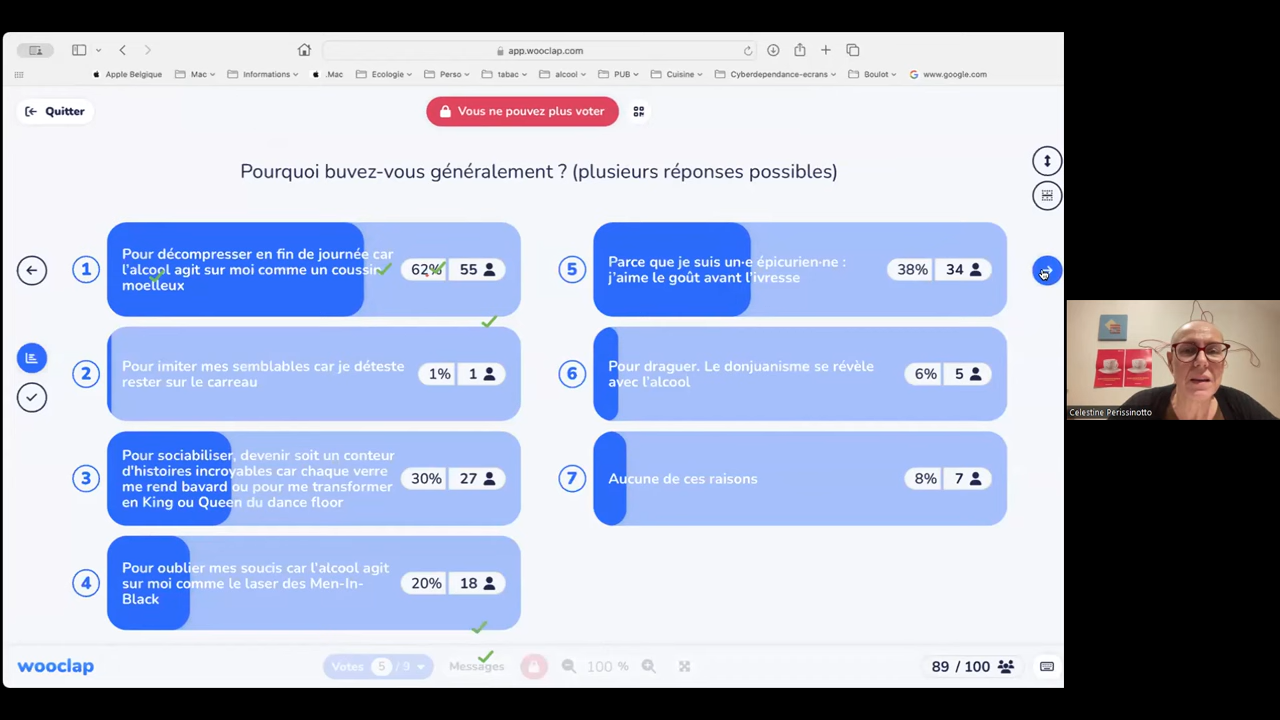 app.wooclap.com
Apple Belgique
Mac
Informations
.Mac
Ecologie
Perso
tabac
alcool
PUB
Cuisine
Cyberdependance-ecrans
Boulot
www.google.com
Quitter
Vous ne pouvez plus voter
Pourquoi buvez-vous généralement ? (plusieurs réponses possibles)
1
Pour décompresser en fin de journée car
l'alcool agit sur moi comme un coussin
moelleux
62%
55
2
Pour imiter mes semblables car je déteste
rester sur le carreau
1%
1
3
Pour sociabiliser, devenir soit un conteur
d'histoires incroyables car chaque verre
me rend bavard ou pour me transformer
en King ou Queen du dance floor
30%
27
4
Pour oublier mes soucis car l'alcool agit
sur moi comme le laser des Men-In-
Black
20%
18
5
Parce que je suis un·e épicurien·ne :
j'aime le goût avant l'ivresse
38%
34
6
Pour draguer. Le donjuanisme se révèle
avec l'alcool
6%
5
7
Aucune de ces raisons
8%
7
Celestine Perissinotto
wooclap
Votes 5 / 9
Messages
100 %
89 / 100